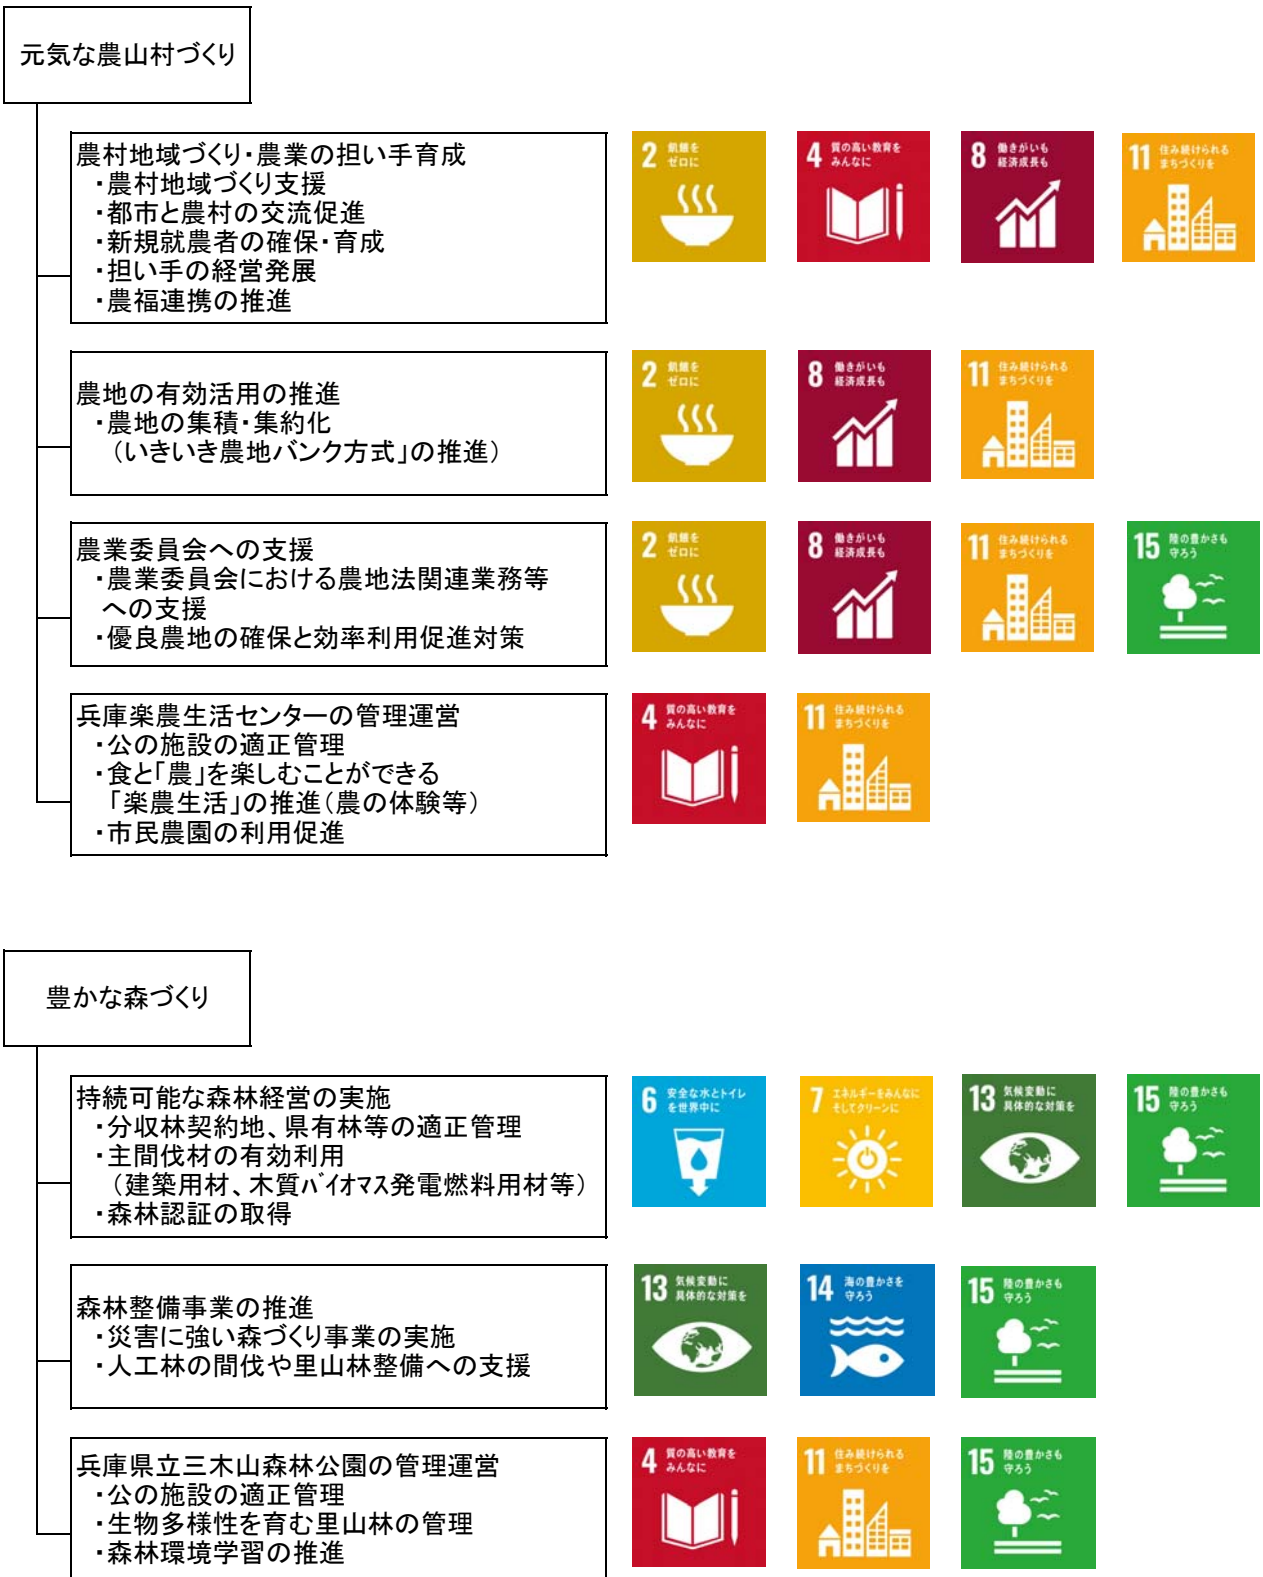 元気な農山村づくり
農村地域づくり・農業の担い手育成
・農村地域づくり支援
・都市と農村の交流促進
・新規就農者の確保・育成
・担い手の経営発展
・農福連携の推進
2 飢餓を
ゼロに
4 質の高い教育を
みんなに
8 働きがいも
経済成長も
11 住み続けられる
まちづくりを
農地の有効活用の推進
・農地の集積・集約化
（いきいき農地バンク方式」の推進）
2 飢餓を
ゼロに
8 働きがいも
経済成長も
11 住み続けられる
まちづくりを
農業委員会への支援
・農業委員会における農地法関連業務等
への支援
・優良農地の確保と効率利用促進対策
2 飢餓を
ゼロに
8 働きがいも
経済成長も
11 住み続けられる
まちづくりを
15 陸の豊かさも
守ろう
兵庫楽農生活センターの管理運営
・公の施設の適正管理
・食と「農」を楽しむことができる
「楽農生活」の推進（農の体験等）
・市民農園の利用促進
4 質の高い教育を
みんなに
11 住み続けられる
まちづくりを
豊かな森づくり
持続可能な森林経営の実施
・分収林契約地、県有林等の適正管理
・主間伐材の有効利用
（建築用材、木質ﾊﾞｲｵﾏｽ発電燃料用材等）
・森林認証の取得
6 安全な水とトイレ
を世界中に
7 エネルギーをみんなに
そしてクリーンに
13 気候変動に
具体的な対策を
15 陸の豊かさも
守ろう
森林整備事業の推進
・災害に強い森づくり事業の実施
・人工林の間伐や里山林整備への支援
13 気候変動に
具体的な対策を
14 海の豊かさを
守ろう
15 陸の豊かさも
守ろう
兵庫県立三木山森林公園の管理運営
・公の施設の適正管理
・生物多様性を育む里山林の管理
・森林環境学習の推進
4 質の高い教育を
みんなに
11 住み続けられる
まちづくりを
15 陸の豊かさも
守ろう